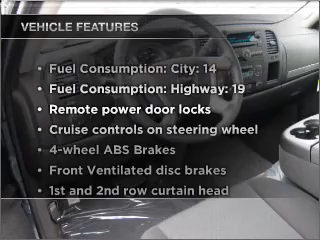 VEHICLE FEATURES
• Fuel Consumption: City: 14
• Fuel Consumption: Highway: 19
• Remote power door locks
• Cruise controls on steering wheel
• 4-wheel ABS Brakes
• Front Ventilated disc brakes
• 1st and 2nd row curtain head